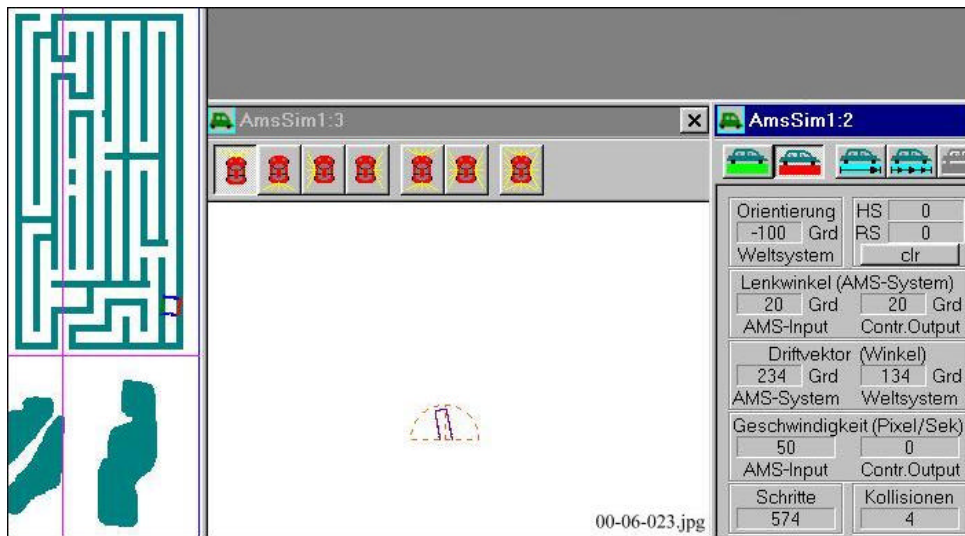 AmsSim1:3
00-06-023.jpg
AmsSim1:2
Orientierung
-100 Grd
Weltsystem
HS 0
RS 0
clr
Lenkwinkel (AMS-System)
20 Grd 20 Grd
AMS-Input Contr.Output
Driftvektor (Winkel)
234 Grd 134 Grd
AMS-System Weltsystem
Geschwindigkeit (Pixel/Sek)
50 0
AMS-Input Contr.Output
Schritte
574
Kollisionen
4